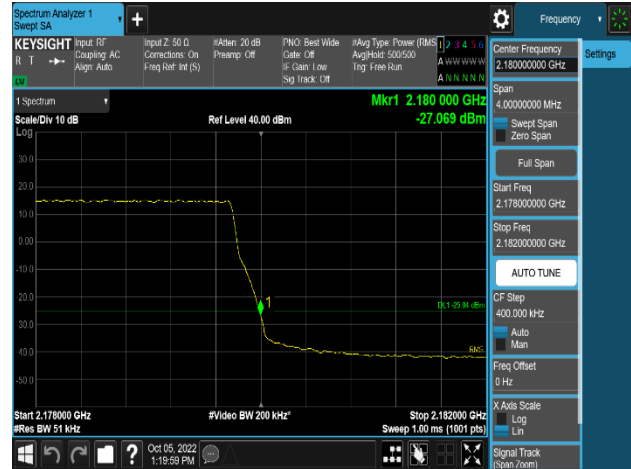 Spectrum Analyzer 1
Swept SA
+
Frequency
KEYSIGHT
R T
LNI
Input: RF
Coupling: AC
Align: Auto
Input Z: 50 Ω
Corrections: On
Freq Ref: Int (S)
#Atten: 20 dB
Preamp: Off
PNO: Best Wide
Gate: Off
IF Gain: Low
Sig Track: Off
#Avg Type: Power (RMS
Avg|Hold: 500/500
Trig: Free Run
1 2 3 4 5 6
A W W W W W
A N N N N N
1 Spectrum
Scale/Div 10 dB
Log
Ref Level 40.00 dBm
Mkr1 2.180 000 GHz
-27.069 dBm
30.0
20.0
10.0
0.00
-10.0
-20.0
-30.0
-40.0
-50.0
1
DL1 -25.04 dBm
RMS
Start 2.178000 GHz
#Res BW 51 kHz
#Video BW 200 kHz*
Stop 2.182000 GHz
Sweep 1.00 ms (1001 pts)
?
Oct 05, 2022
1:19:59 PM
Center Frequency
2.180000000 GHz
Settings
Span
4.00000000 MHz
Swept Span
Zero Span
Full Span
Start Freq
2.178000000 GHz
Stop Freq
2.182000000 GHz
AUTO TUNE
CF Step
400.000 kHz
Auto
Man
Freq Offset
0 Hz
X Axis Scale
Log
Lin
Signal Track
(Span Zoom)